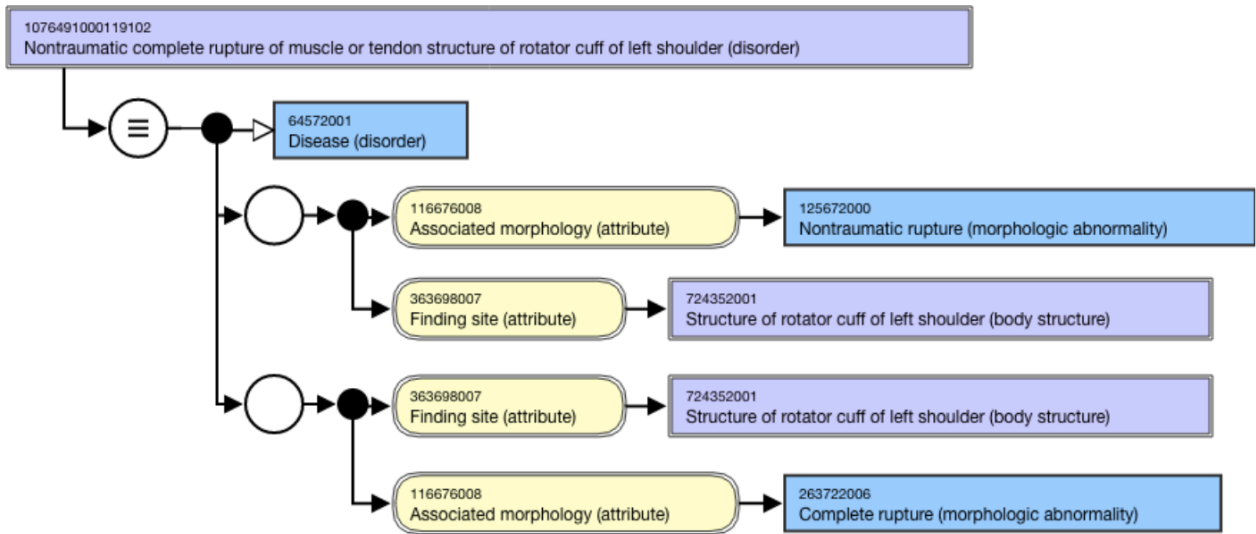 1076491000119102
Nontraumatic complete rupture of muscle or tendon structure of rotator cuff of left shoulder (disorder)
64572001
Disease (disorder)
116676008
Associated morphology (attribute)
125672000
Nontraumatic rupture (morphologic abnormality)
363698007
Finding site (attribute)
724352001
Structure of rotator cuff of left shoulder (body structure)
363698007
Finding site (attribute)
724352001
Structure of rotator cuff of left shoulder (body structure)
116676008
Associated morphology (attribute)
263722006
Complete rupture (morphologic abnormality)